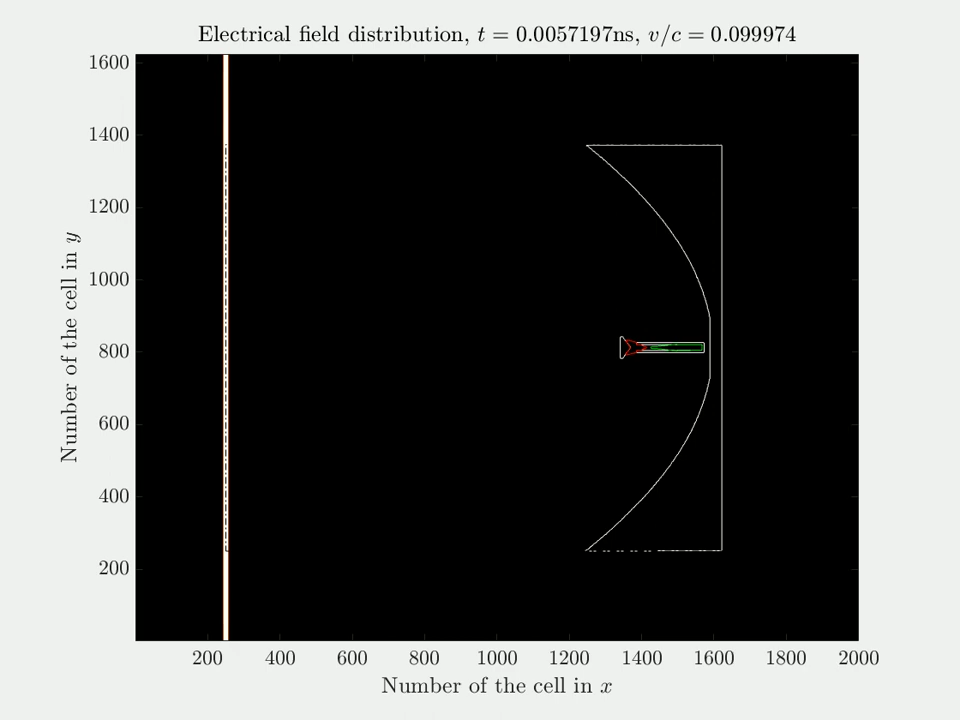 Electrical field distribution, t = 0.0057197ns, v/c = 0.099974
1600
1400
1200
1000
800
600
400
200
Number of the cell in y
200 400 600 800 1000 1200 1400 1600 1800 2000
Number of the cell in x